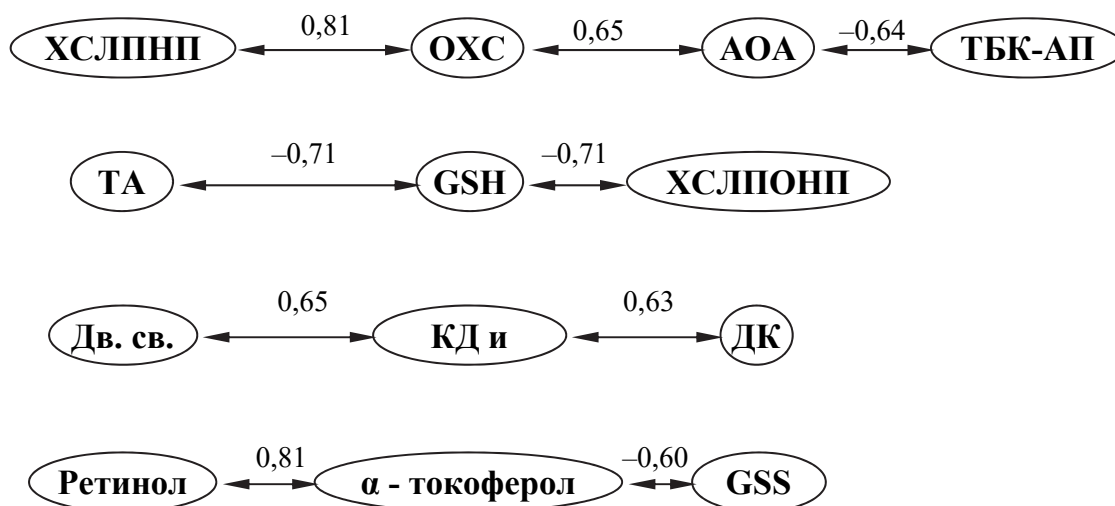 0,81 0,65 –0,64
ХСЛПНП ОХС АОА ТБК-АП
–0,71 –0,71
ТА GSH ХСЛПОНП
0,65 0,63
Дв. св. КД и ДК
0,81 –0,60
Ретинол α - токоферол GSS